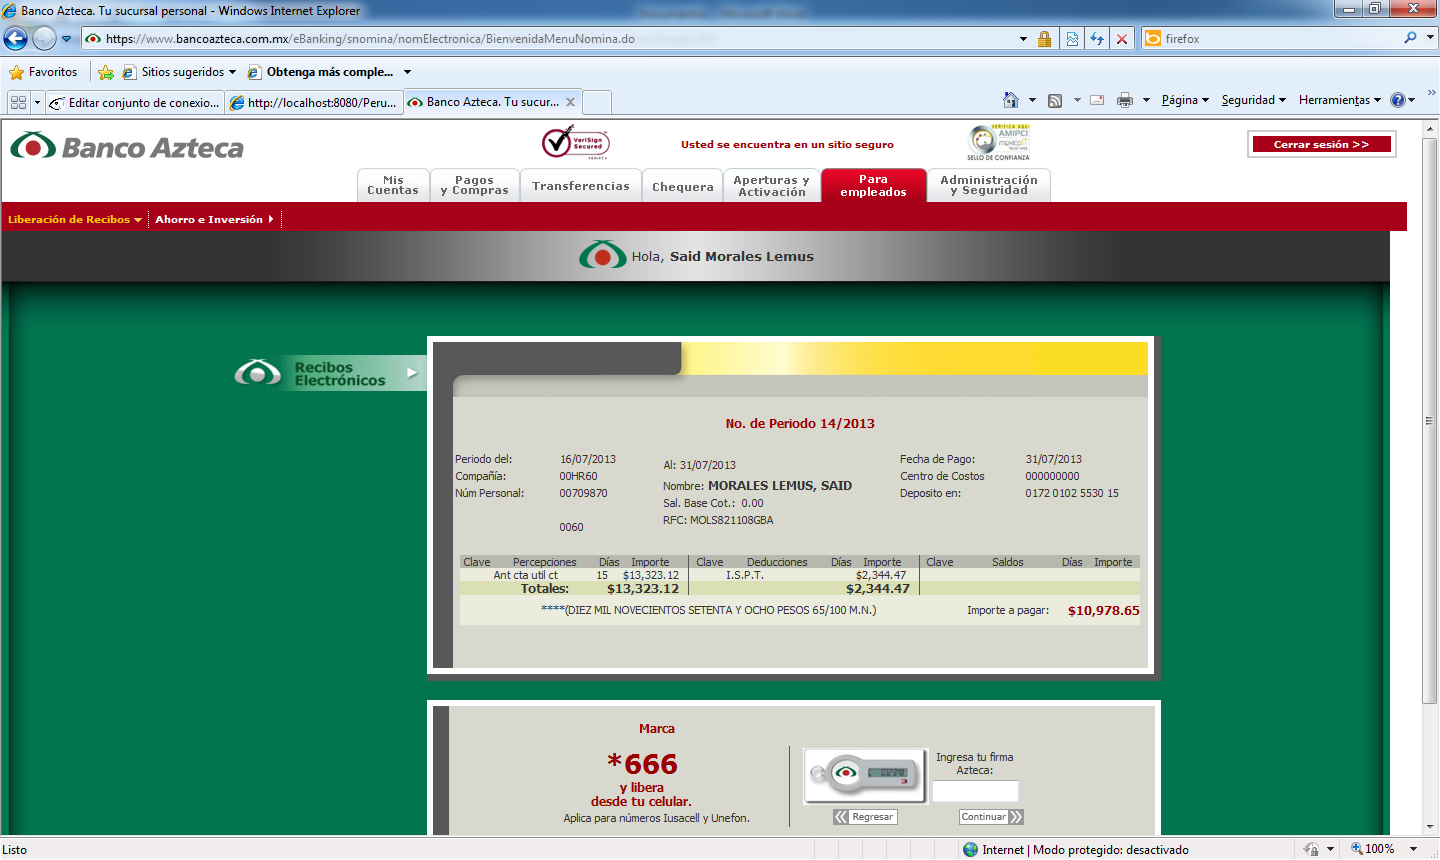 Banco Azteca. Tu sucursal personal - Windows Internet Explorer
https://www.bancoazteca.com.mx/eBanking/snomina/nomElectronica/BienvenidaMenuNomina.do
firefox
Favoritos Sitios sugeridos Obtenga más comple...
Editar conjunto de conexio... http://localhost:8080/Peru... Banco Azteca. Tu sucur...
Página Seguridad Herramientas
Banco Azteca
VeriSign Secured
VERIFY
Usted se encuentra en un sitio seguro
VERIFICA AQUI
AMIPCI
SELLO DE CONFIANZA
Cerrar sesión >>
Mis Cuentas
Pagos y Compras
Transferencias
Chequera
Aperturas y Activación
Para empleados
Administración y Seguridad
Liberación de Recibos Ahorro e Inversión
Hola, Said Morales Lemus
Recibos
Electrónicos
No. de Periodo 14/2013
Periodo del: 16/07/2013 Al: 31/07/2013 Fecha de Pago: 31/07/2013
Compañía: 00HR60 Nombre: MORALES LEMUS, SAID Centro de Costos 000000000
Núm Personal: 00709870 Sal. Base Cot.: 0.00 Deposito en: 0172 0102 5530 15
RFC: MOLS821108GBA
0060
Clave Percepciones Días Importe Clave Deducciones Días Importe Clave Saldos Días Importe
Ant cta util ct 15 $13,323.12 I.S.P.T. $2,344.47
Totales: $13,323.12 $2,344.47
****(DIEZ MIL NOVECIENTOS SETENTA Y OCHO PESOS 65/100 M.N.) Importe a pagar: $10,978.65
Marca
*666
y libera
desde tu celular.
Aplica para números Iusacell y Unefon.
Ingresa tu firma
Azteca:
Regresar Continuar
Listo Internet | Modo protegido: desactivado 100%